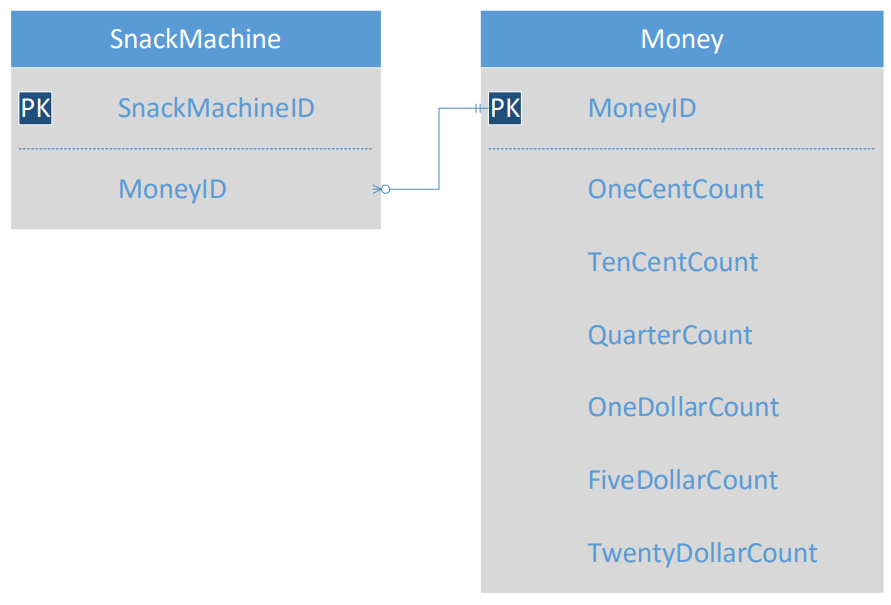 SnackMachine
PK SnackMachineID
MoneyID
Money
PK MoneyID
OneCentCount
TenCentCount
QuarterCount
OneDollarCount
FiveDollarCount
TwentyDollarCount